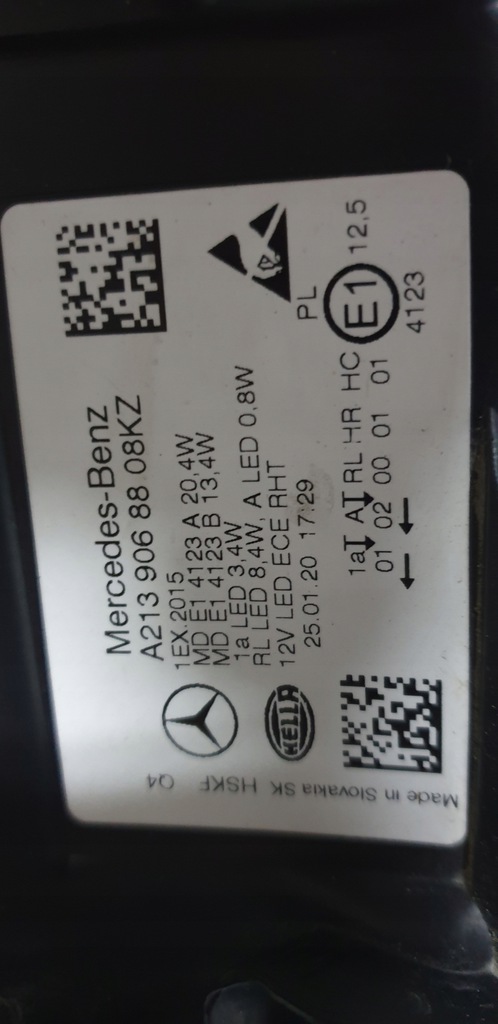 Mercedes-Benz
A213 906 88 08KZ
1EX.2015
MD E1 4123 A 20,4W
MD E1 4123 B 13,4W
1a LED 3,4W
RL LED 8,4W, A LED 0,8W
12V LED ECE RHT
25.01.20 17:29
HELLA
PL
E1
12,5
4123
1a A RL HR HC
01 02 00 01 01
Made in Slovakia SK HSKF Q4